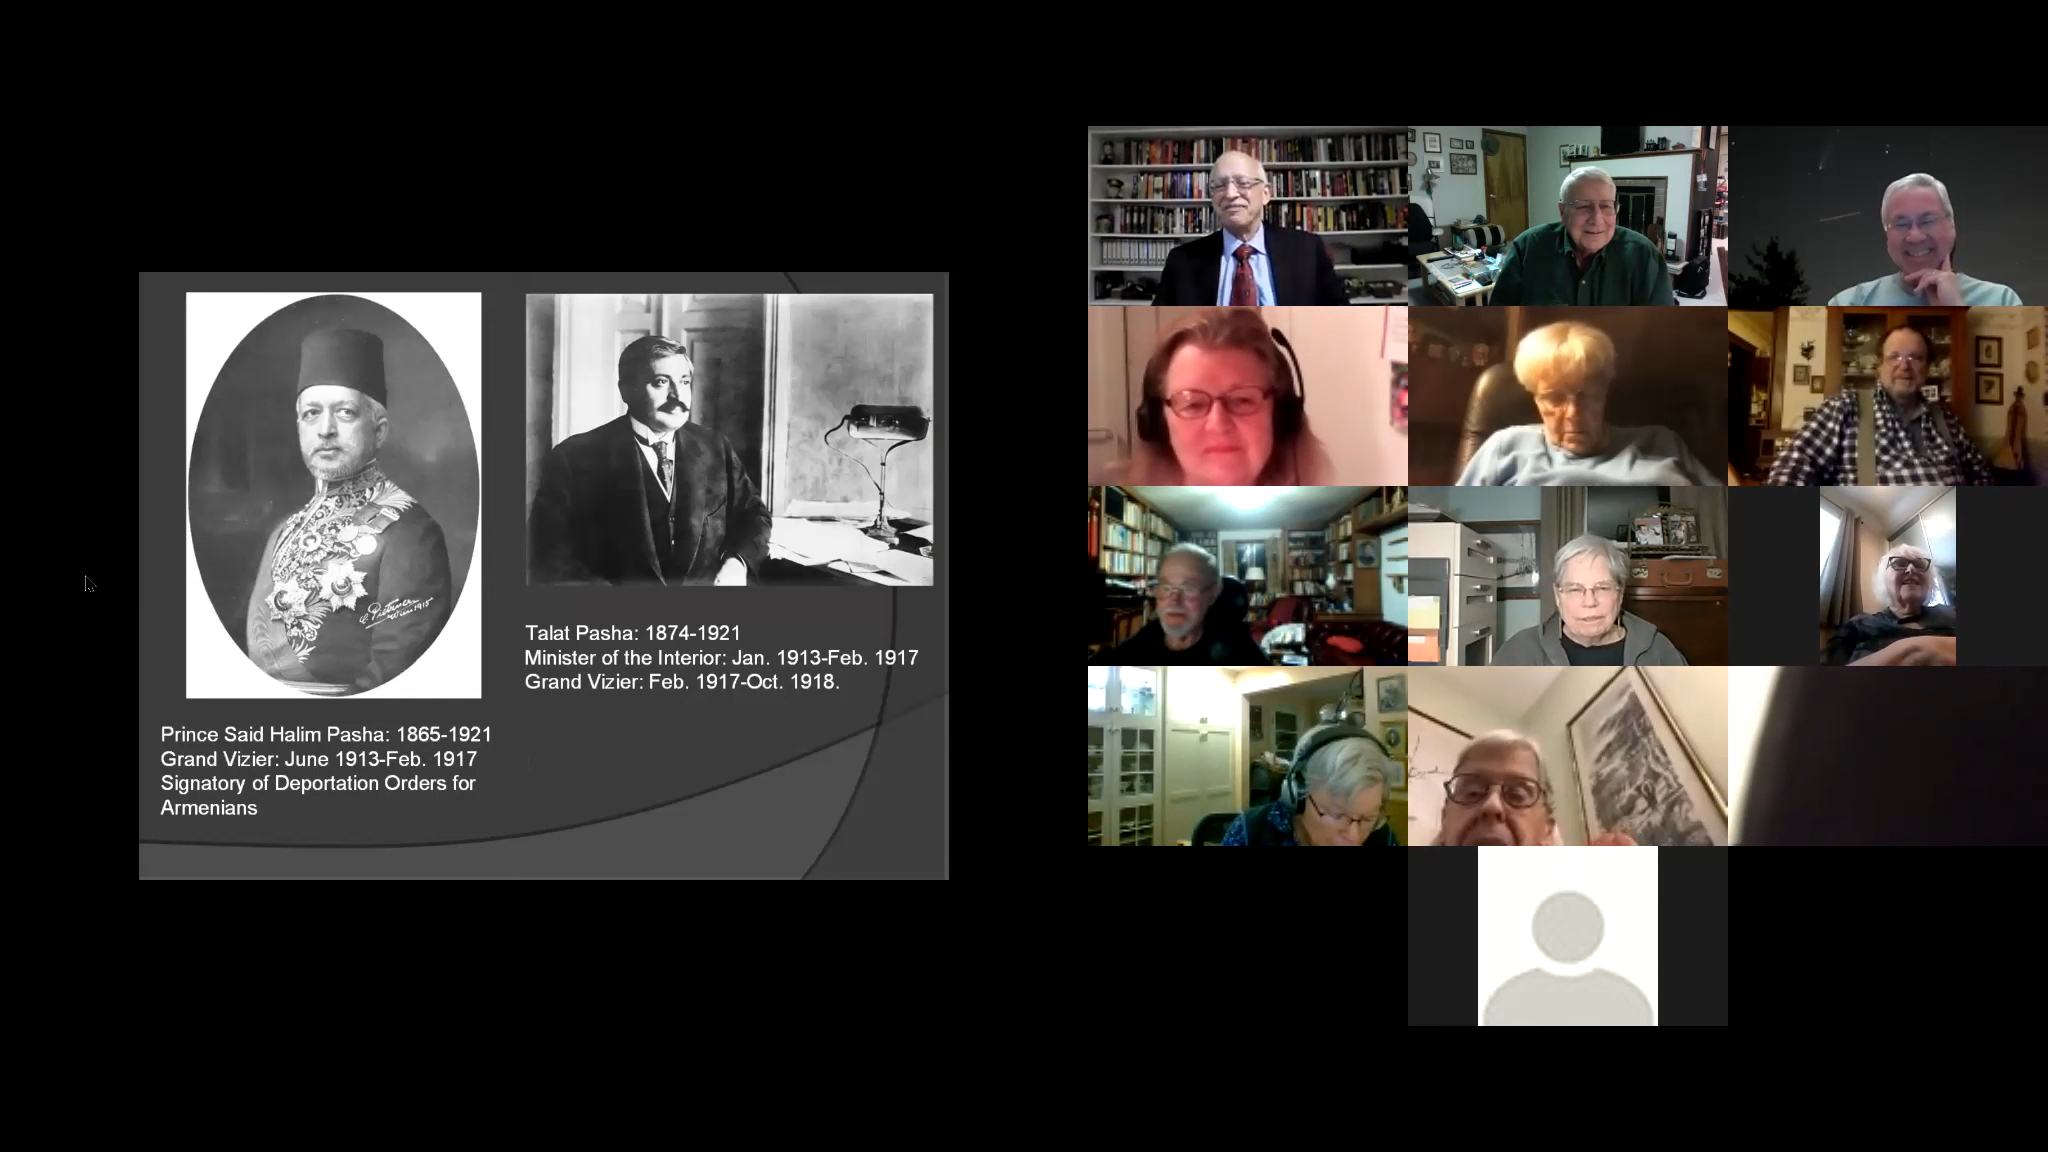 Talat Pasha: 1874-1921
Minister of the Interior: Jan. 1913-Feb. 1917
Grand Vizier: Feb. 1917-Oct. 1918.
Prince Said Halim Pasha: 1865-1921
Grand Vizier: June 1913-Feb. 1917
Signatory of Deportation Orders for
Armenians